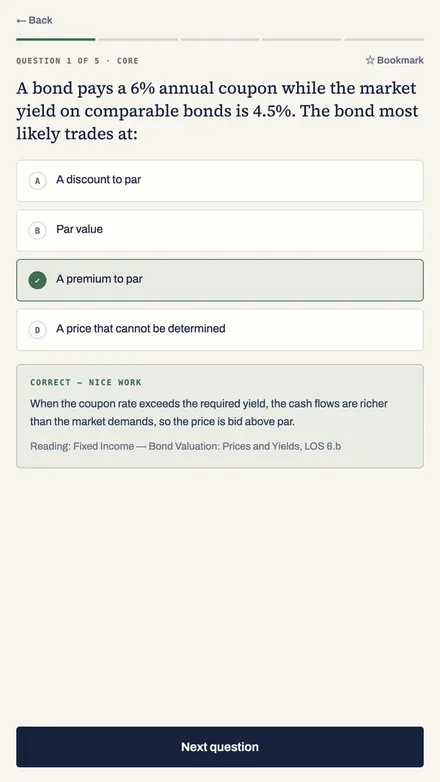 ← Back
QUESTION 1 OF 5 · CORE
☆ Bookmark
A bond pays a 6% annual coupon while the market
yield on comparable bonds is 4.5%. The bond most
likely trades at:
A A discount to par
B Par value
✓ A premium to par
D A price that cannot be determined
CORRECT — NICE WORK
When the coupon rate exceeds the required yield, the cash flows are richer
than the market demands, so the price is bid above par.
Reading: Fixed Income — Bond Valuation: Prices and Yields, LOS 6.b
Next question